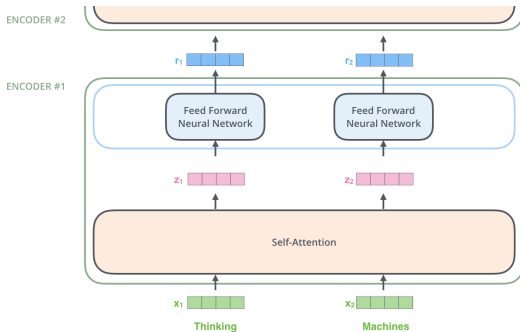 ENCODER #2
r₁
r₂
ENCODER #1
Feed Forward
Neural Network
Feed Forward
Neural Network
z₁
z₂
Self-Attention
x₁
x₂
Thinking
Machines